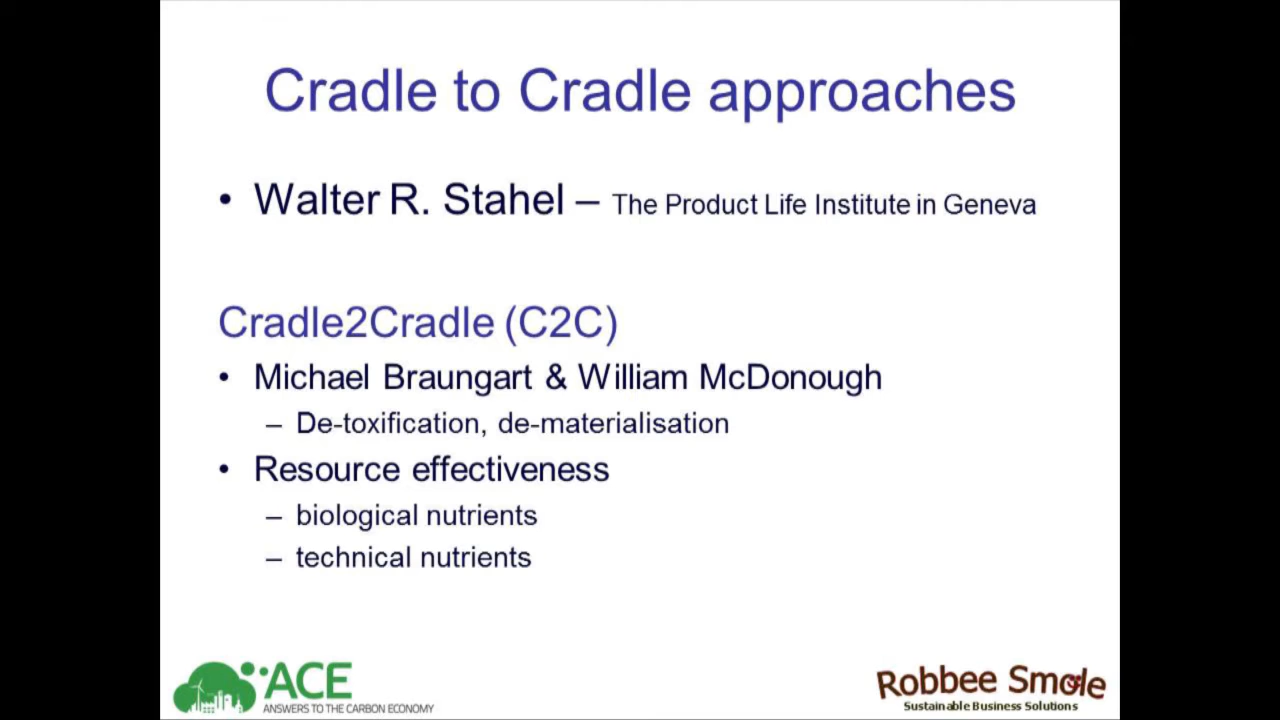 Cradle to Cradle approaches
• Walter R. Stahel – The Product Life Institute in Geneva
Cradle2Cradle (C2C)
• Michael Braungart & William McDonough
– De-toxification, de-materialisation
• Resource effectiveness
– biological nutrients
– technical nutrients
ACE
ANSWERS TO THE CARBON ECONOMY
Robbee Smole
Sustainable Business Solutions